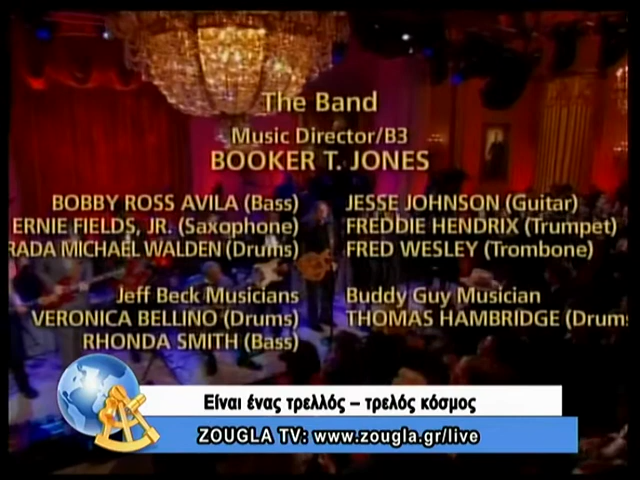 The Band
Music Director/B3
BOOKER T. JONES
BOBBY ROSS AVILA (Bass)
ERNIE FIELDS, JR. (Saxophone)
RADA MICHAEL WALDEN (Drums)
JESSE JOHNSON (Guitar)
FREDDIE HENDRIX (Trumpet)
FRED WESLEY (Trombone)
Jeff Beck Musicians
VERONICA BELLINO (Drums)
RHONDA SMITH (Bass)
Buddy Guy Musician
THOMAS HAMBRIDGE (Drums
Είναι ένας τρελλός – τρελός κόσμος
ZOUGLA TV: www.zougla.gr/live